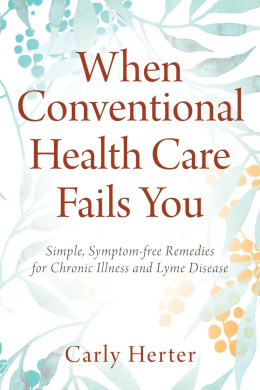 When
Conventional
Health Care
Fails You
Simple, Symptom-free Remedies
for Chronic Illness and Lyme Disease
Carly Herter